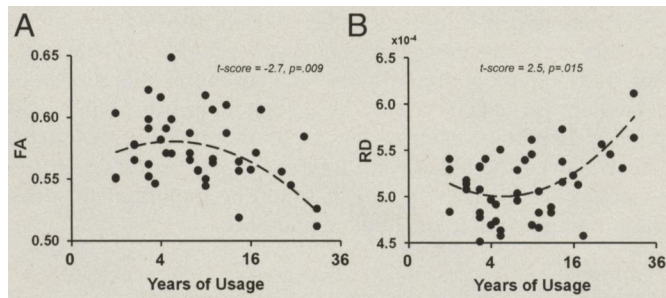 A
t-score = -2.7, p=.009
FA
0.65
0.60
0.55
0.50
0 4 16 36
Years of Usage
B
x10⁻⁴
t-score = 2.5, p=.015
RD
6.5
6.0
5.5
5.0
4.5
0 4 16 36
Years of Usage